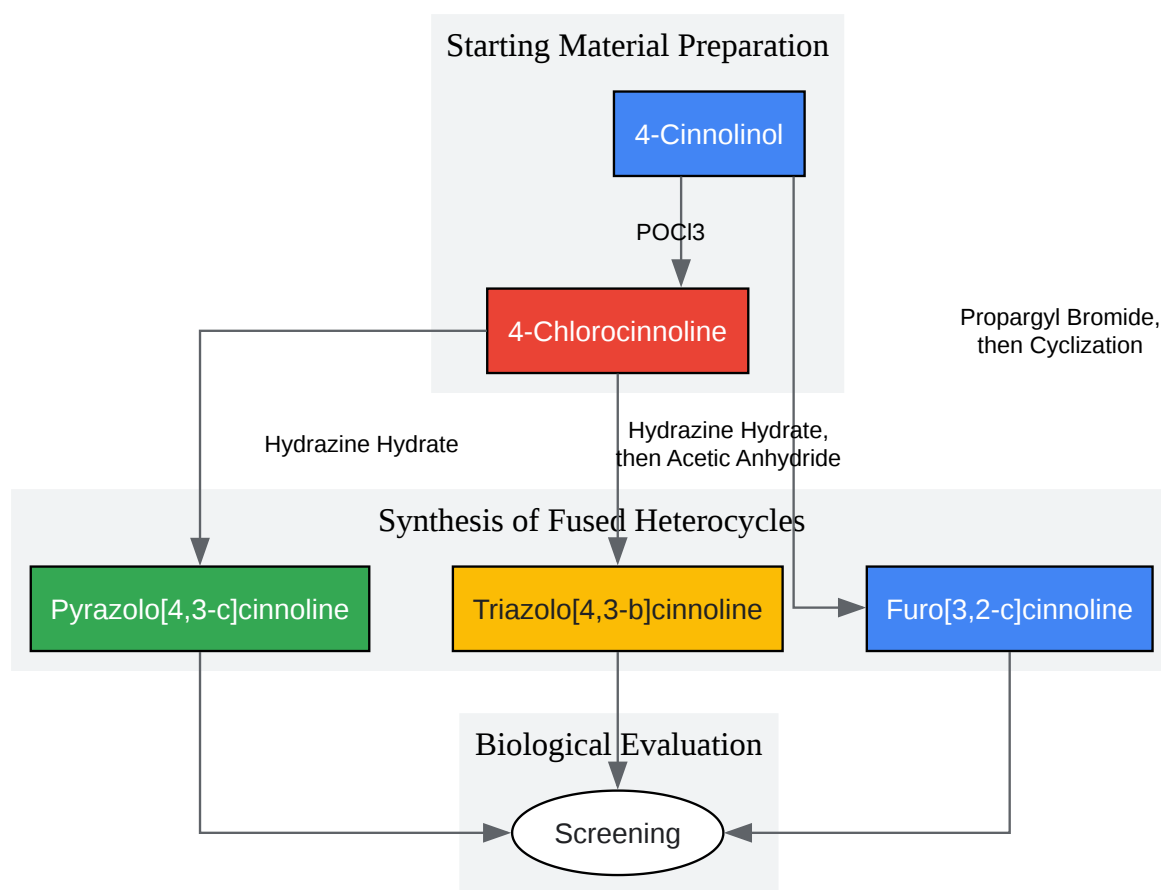 Starting Material Preparation
4-Cinnolinol
POCl3
4-Chlorocinnoline
Propargyl Bromide,
then Cyclization
Hydrazine Hydrate
Hydrazine Hydrate,
then Acetic Anhydride
Synthesis of Fused Heterocycles
Pyrazolo[4,3-c]cinnoline
Triazolo[4,3-b]cinnoline
Furo[3,2-c]cinnoline
Biological Evaluation
Screening